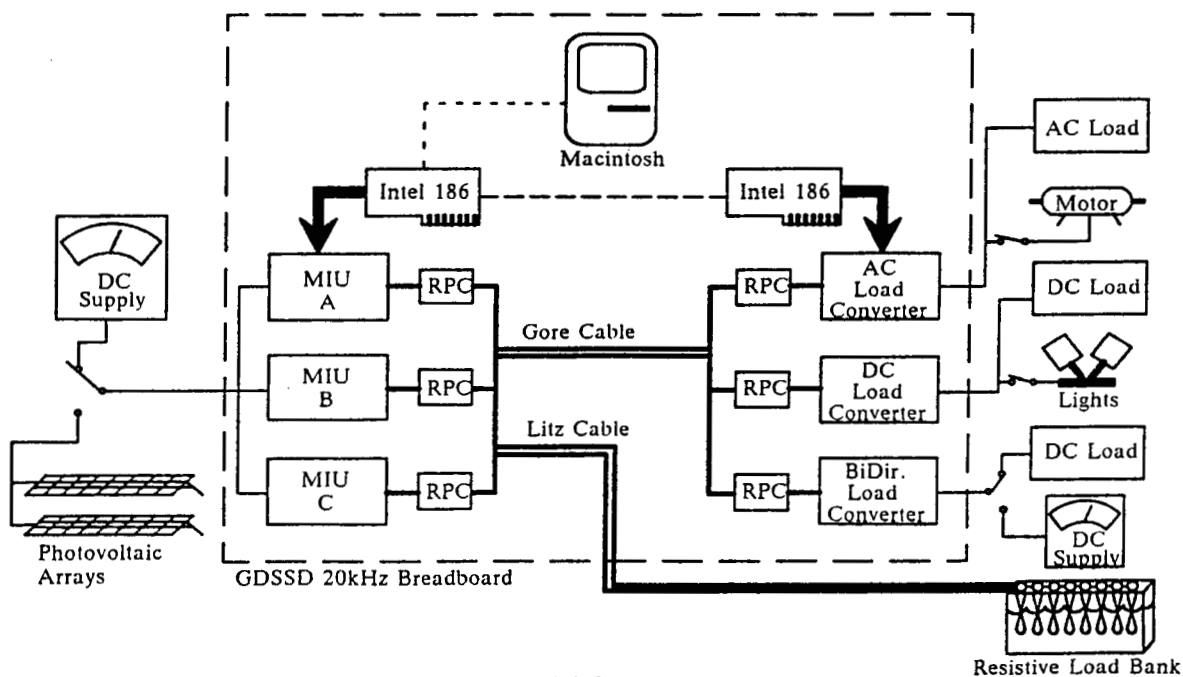 Macintosh
Intel 186
Intel 186
AC Load
Motor
DC
Supply
MIU
A
RPC
RPC
AC
Load
Converter
DC Load
Gore Cable
MIU
B
RPC
RPC
DC
Load
Converter
Lights
Litz Cable
MIU
C
RPC
RPC
BiDir.
Load
Converter
DC Load
DC
Supply
Photovoltaic
Arrays
GDSSD 20kHz Breadboard
Resistive Load Bank